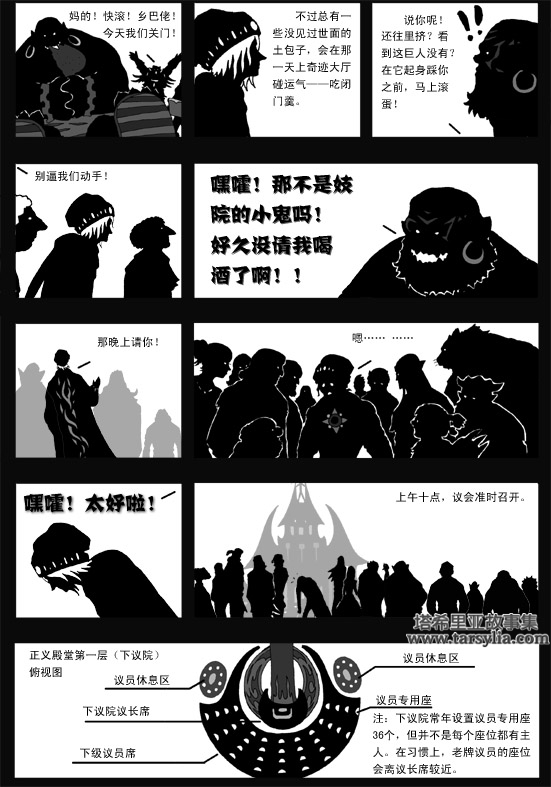 妈的！快滚！乡巴佬！
今天我们关门！
不过总有一
些没见过世面的
土包子，会在那
一天上奇迹大厅
碰运气——吃闭
门羹。
说你呢！
还往里挤？看
到这巨人没有？
在它起身踩你
之前，马上滚
蛋！
!!
别逼我们动手！
嘿嚯！那不是妓
院的小鬼吗！
好久没请我喝
酒了啊！！
那晚上请你！
嗯…… ……
嘿嚯！太好啦！
上午十点，议会准时召开。
塔希里亚故事集
www.tarsylia.com
正义殿堂第一层（下议院）
俯视图
议员休息区
议员休息区
下议院议长席
议员专用座
下级议员席
注：下议院常年设置议员专用座
36个，但并不是每个座位都有主
人。在习惯上，老牌议员的座位
会离议长席较近。